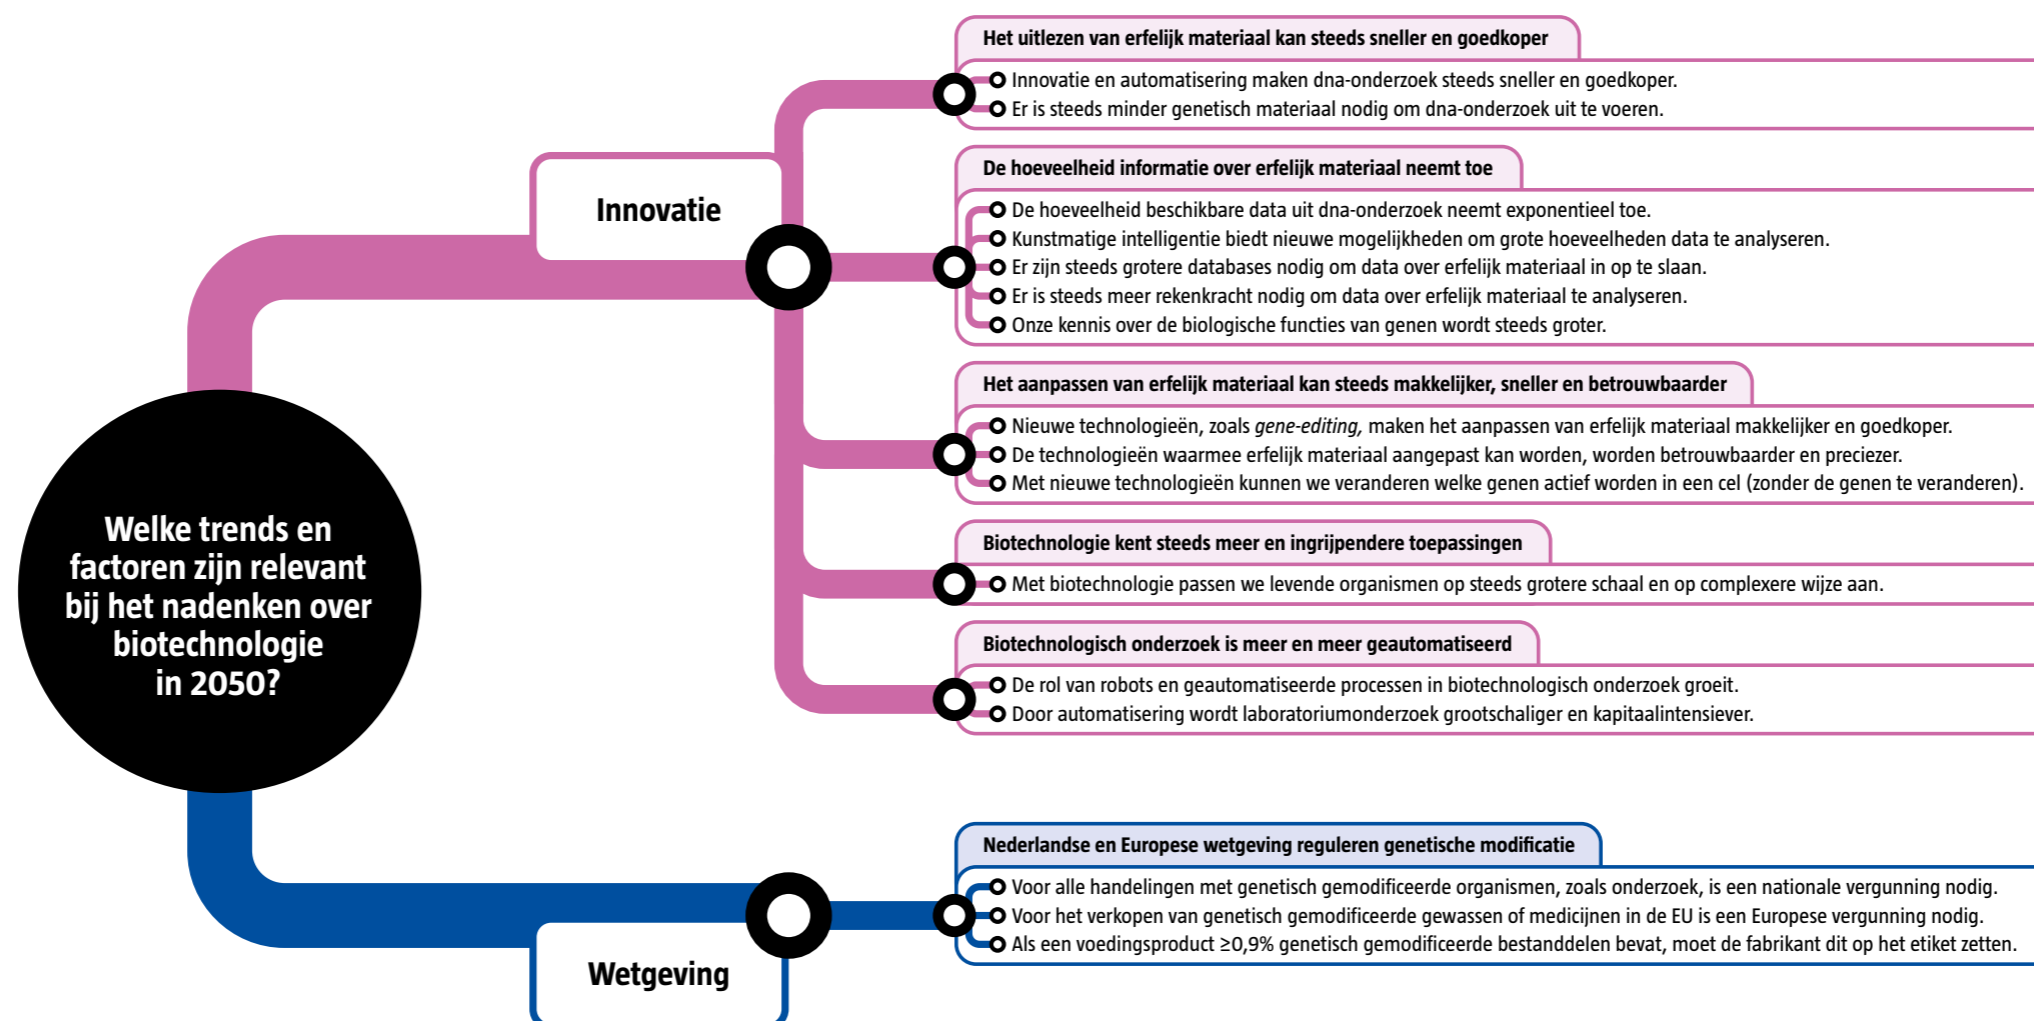 Welke trends en
factoren zijn relevant
bij het nadenken over
biotechnologie
in 2050?
Innovatie
Het uitlezen van erfelijk materiaal kan steeds sneller en goedkoper
Innovatie en automatisering maken dna-onderzoek steeds sneller en goedkoper.
Er is steeds minder genetisch materiaal nodig om dna-onderzoek uit te voeren.
De hoeveelheid informatie over erfelijk materiaal neemt toe
De hoeveelheid beschikbare data uit dna-onderzoek neemt exponentieel toe.
Kunstmatige intelligentie biedt nieuwe mogelijkheden om grote hoeveelheden data te analyseren.
Er zijn steeds grotere databases nodig om data over erfelijk materiaal in op te slaan.
Er is steeds meer rekenkracht nodig om data over erfelijk materiaal te analyseren.
Onze kennis over de biologische functies van genen wordt steeds groter.
Het aanpassen van erfelijk materiaal kan steeds makkelijker, sneller en betrouwbaarder
Nieuwe technologieën, zoals gene-editing, maken het aanpassen van erfelijk materiaal makkelijker en goedkoper.
De technologieën waarmee erfelijk materiaal aangepast kan worden, worden betrouwbaarder en preciezer.
Met nieuwe technologieën kunnen we veranderen welke genen actief worden in een cel (zonder de genen te veranderen).
Biotechnologie kent steeds meer en ingrijpendere toepassingen
Met biotechnologie passen we levende organismen op steeds grotere schaal en op complexere wijze aan.
Biotechnologisch onderzoek is meer en meer geautomatiseerd
De rol van robots en geautomatiseerde processen in biotechnologisch onderzoek groeit.
Door automatisering wordt laboratoriumonderzoek grootschaliger en kapitaalintensiever.
Wetgeving
Nederlandse en Europese wetgeving reguleren genetische modificatie
Voor alle handelingen met genetisch gemodificeerde organismen, zoals onderzoek, is een nationale vergunning nodig.
Voor het verkopen van genetisch gemodificeerde gewassen of medicijnen in de EU is een Europese vergunning nodig.
Als een voedingsproduct ≥0,9% genetisch gemodificeerde bestanddelen bevat, moet de fabrikant dit op het etiket zetten.